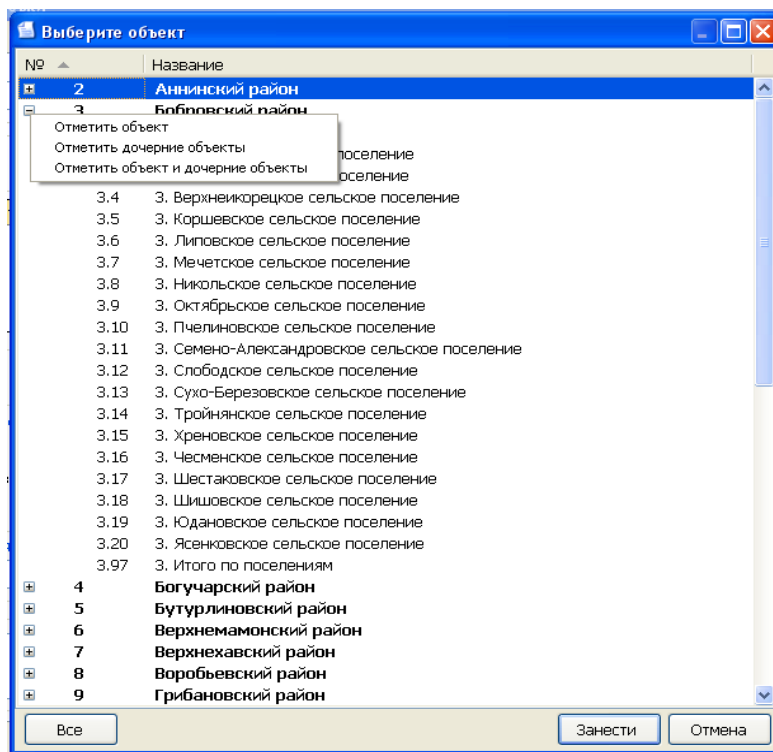 Выберите объект
№ Название
2 Аннинский район
3 Бобровский район
Отметить объект
Отметить дочерние объекты
Отметить объект и дочерние объекты
поселение
поселение
3.4 3. Верхнеикорецкое сельское поселение
3.5 3. Коршевское сельское поселение
3.6 3. Липовское сельское поселение
3.7 3. Мечетское сельское поселение
3.8 3. Никольское сельское поселение
3.9 3. Октябрьское сельское поселение
3.10 3. Пчелиновское сельское поселение
3.11 3. Семено-Александровское сельское поселение
3.12 3. Слободское сельское поселение
3.13 3. Сухо-Березовское сельское поселение
3.14 3. Тройнянское сельское поселение
3.15 3. Хреновское сельское поселение
3.16 3. Чесменское сельское поселение
3.17 3. Шестаковское сельское поселение
3.18 3. Шишовское сельское поселение
3.19 3. Юдановское сельское поселение
3.20 3. Ясенковское сельское поселение
3.97 3. Итого по поселениям
4 Богучарский район
5 Бутурлиновский район
6 Верхнемамонский район
7 Верхнехавский район
8 Воробьевский район
9 Грибановский район
Все Занести Отмена